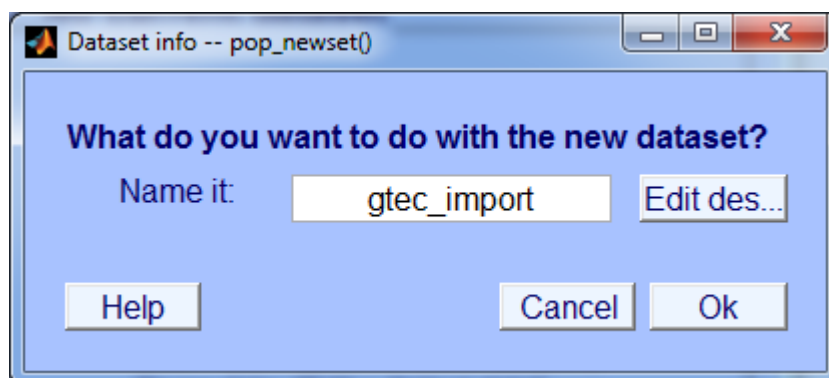 Dataset info -- pop_newset()
What do you want to do with the new dataset?
Name it: gtec_import Edit des...
Help Cancel Ok